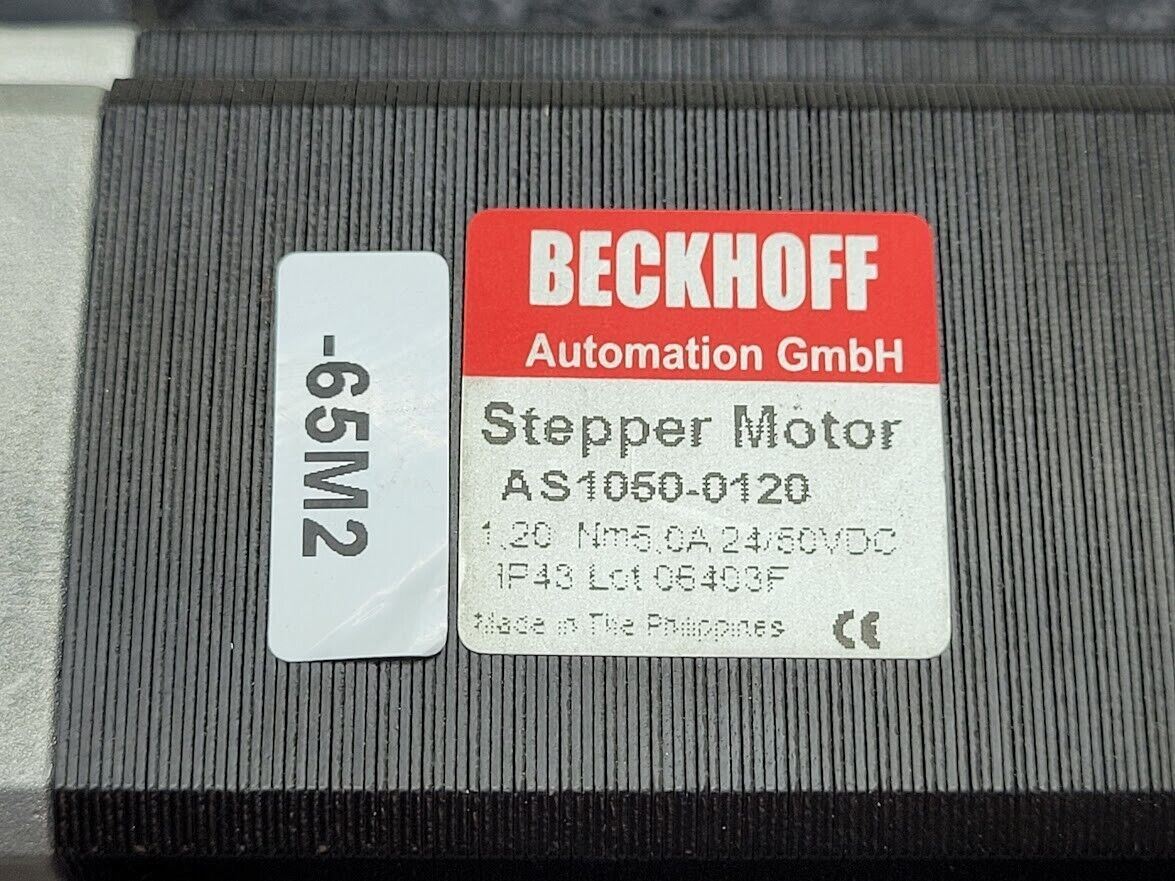 -65M2
BECKHOFF
Automation GmbH
Stepper Motor
AS1050-0120
1,20 Nm5,0A 24/50VDC
IP43 Lot 06403F
Made in The Philippines
CE